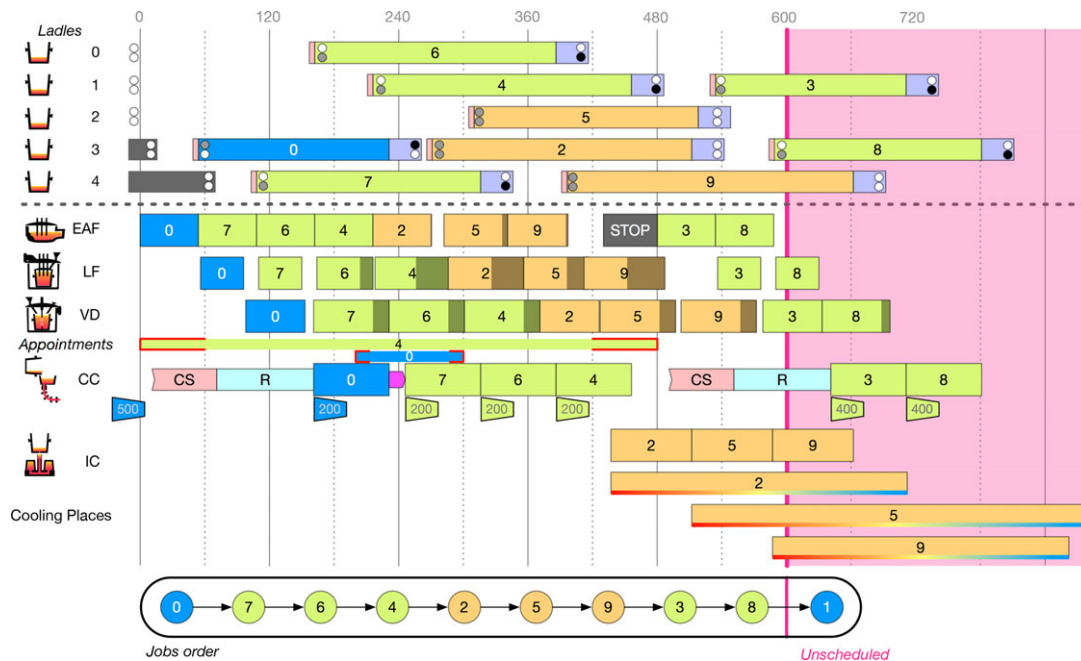 0 120 240 360 480 600 720
Ladles
0 6
1 4 3
2 5
3 0 2 8
4 7 9
EAF 0 7 6 4 2 5 9 STOP 3 8
LF 0 7 6 4 2 5 9 3 8
VD 0 7 6 4 2 5 9 3 8
Appointments 4
0
CC CS R 0 7 6 4 CS R 3 8
500 200 200 200 200 400 400
IC 2 5 9
2
Cooling Places 5
9
0 7 6 4 2 5 9 3 8 1
Jobs order Unscheduled